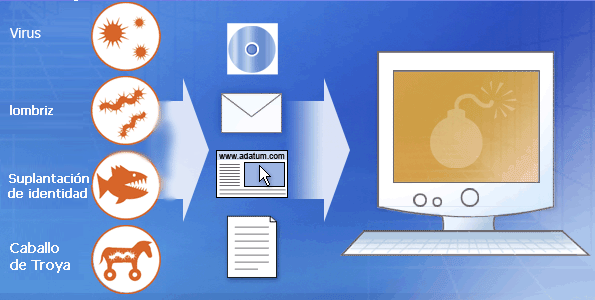 Virus
lombriz
www.adatum.com
Suplantación
de identidad
Caballo
de Troya